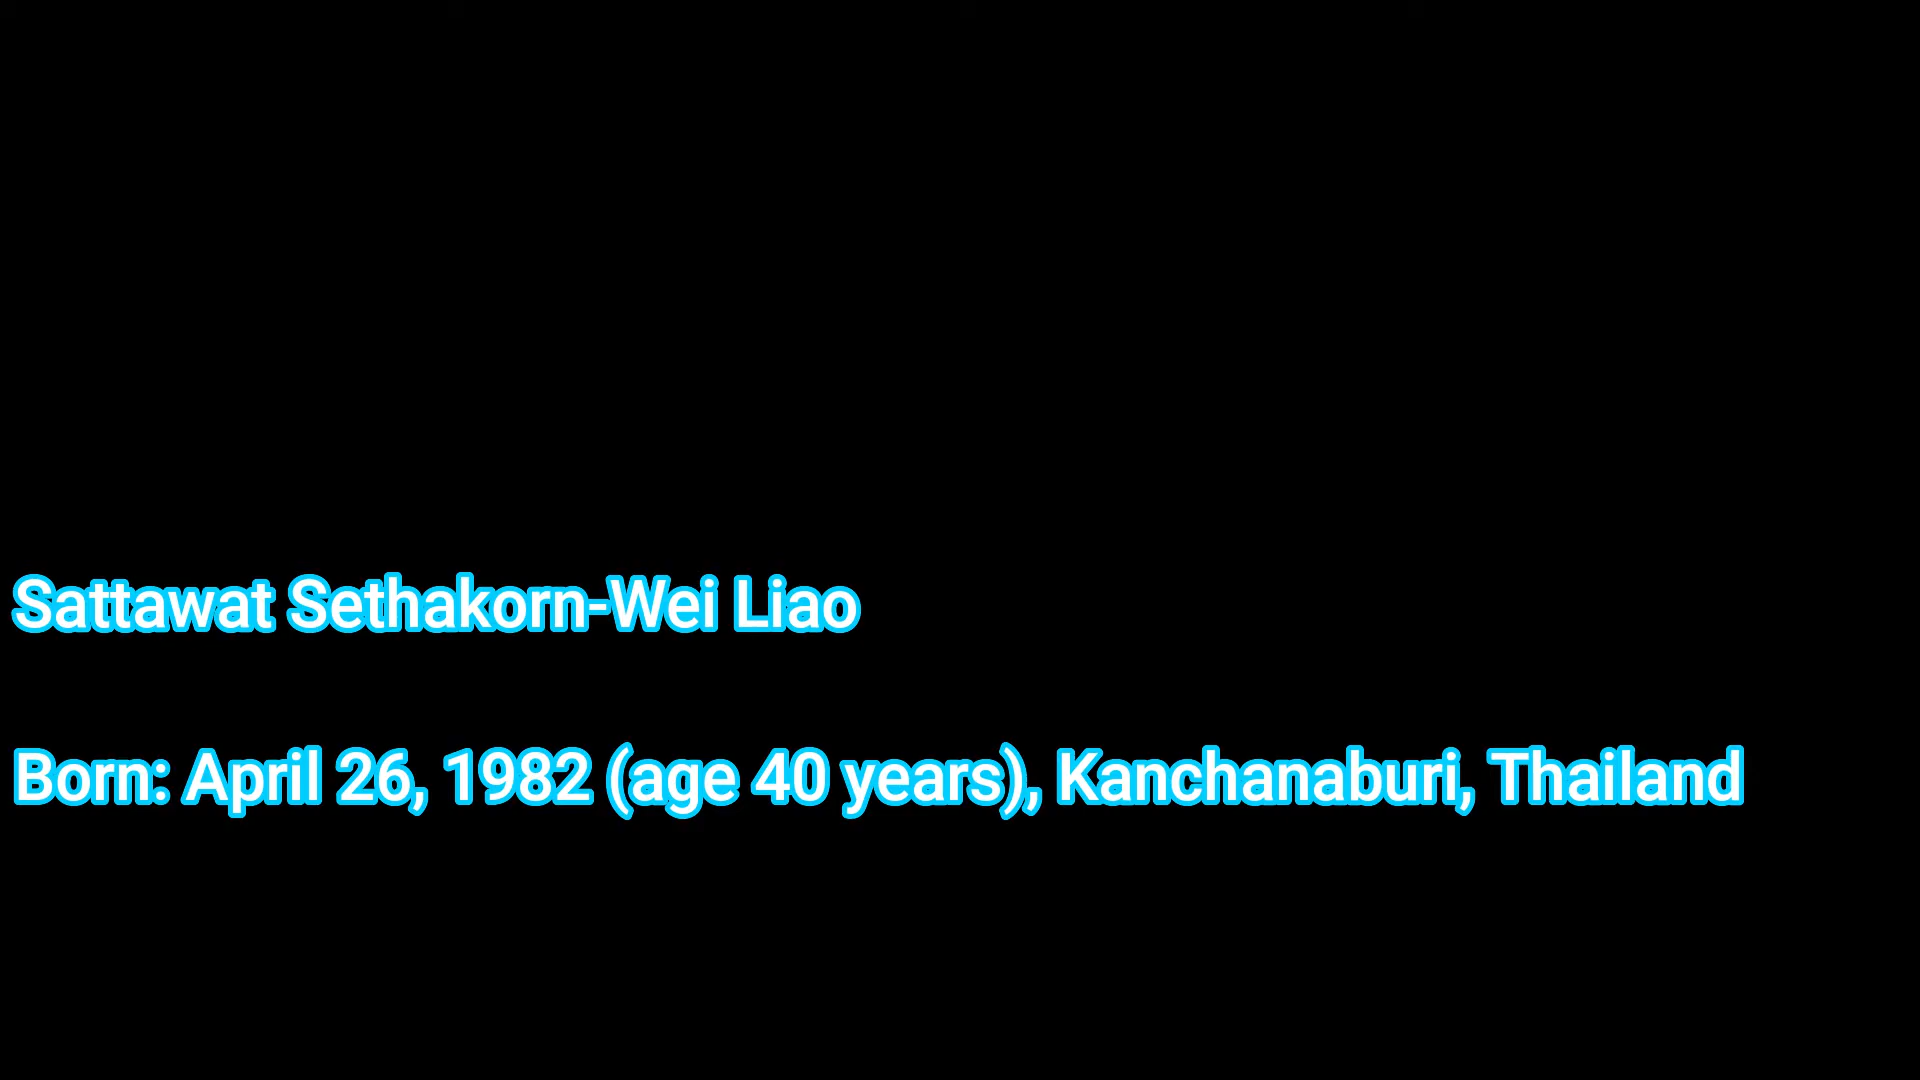 Sattawat Sethakorn-Wei Liao
Born: April 26, 1982 (age 40 years), Kanchanaburi, Thailand